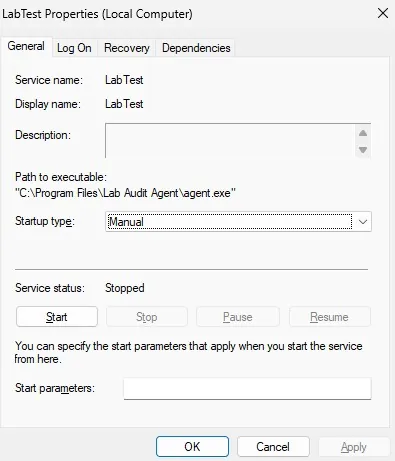 LabTest Properties (Local Computer)
General Log On Recovery Dependencies
Service name: LabTest
Display name: LabTest
Description:
Path to executable:
"C:\Program Files\Lab Audit Agent\agent.exe"
Startup type: Manual
Service status: Stopped
Start Stop Pause Resume
You can specify the start parameters that apply when you start the service
from here.
Start parameters:
OK Cancel Apply